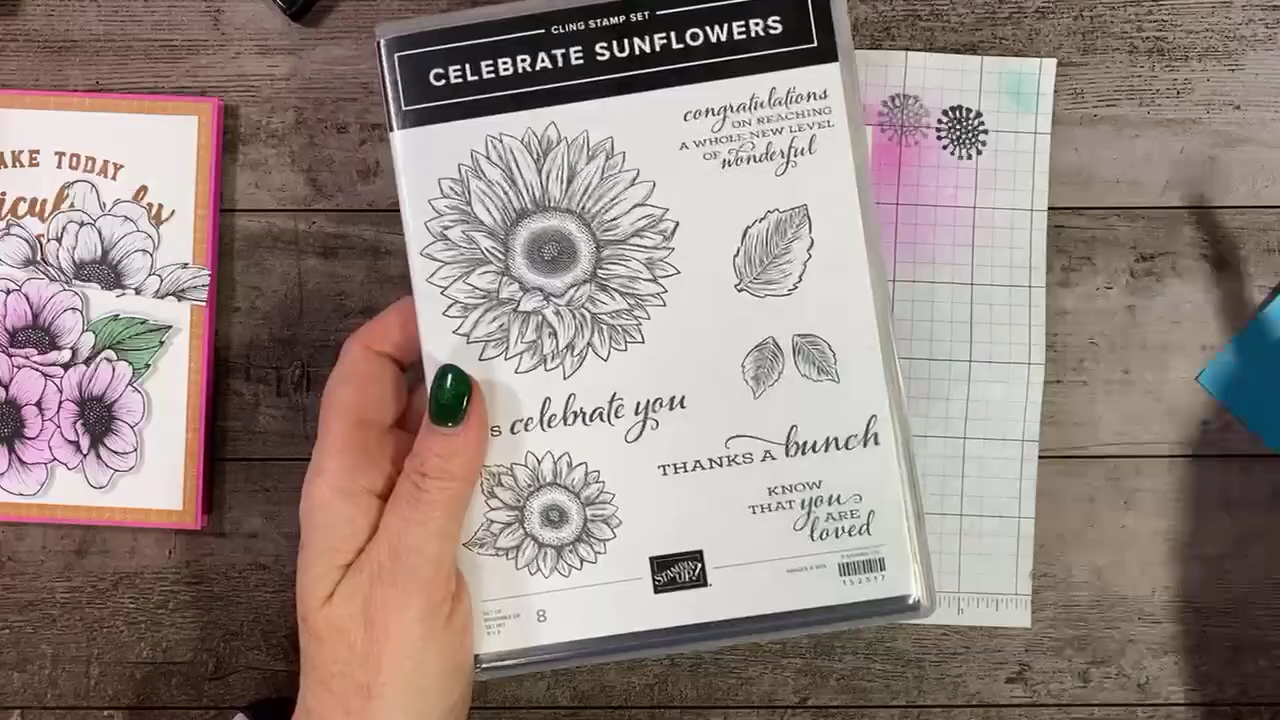 CLING STAMP SET
CELEBRATE SUNFLOWERS
congratulations
ON REACHING
A WHOLE NEW LEVEL
OF wonderful
AKE TODAY
s celebrate you
THANKS A bunch
KNOW
THAT you
ARE
loved
STAMPIN' UP!
152517
8